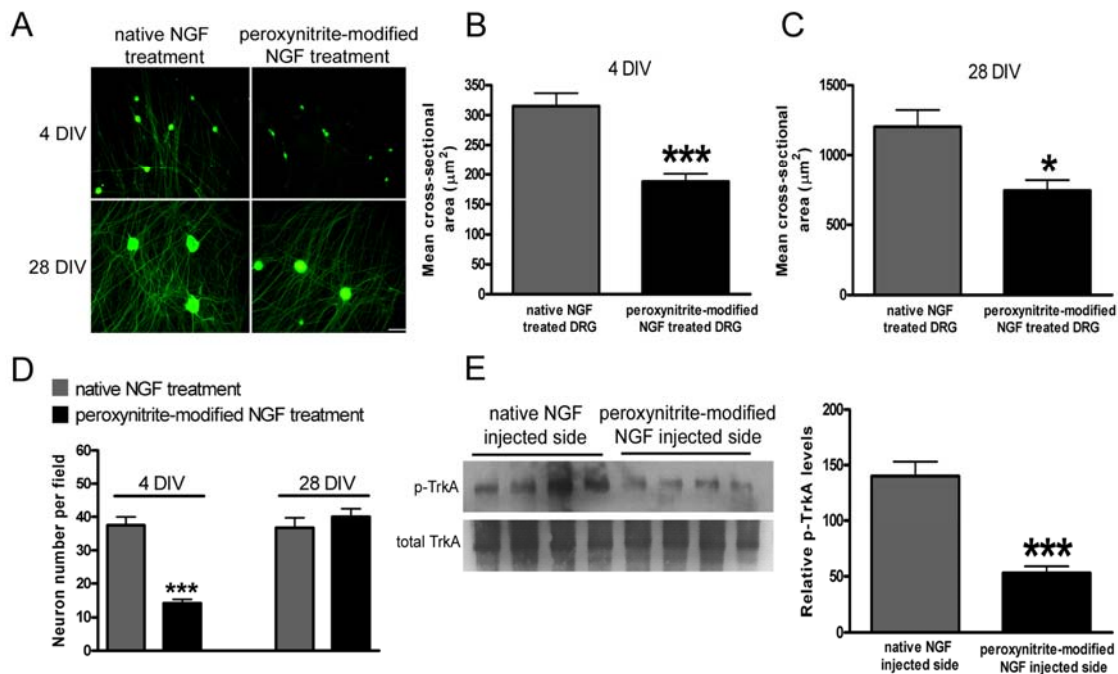 A
native NGF
treatment
peroxynitrite-modified
NGF treatment
4 DIV
28 DIV
B
4 DIV
Mean cross-sectional
area (μm²)
350
300
250
200
150
100
50
0
***
native NGF
treated DRG
peroxynitrite-modified
NGF treated DRG
C
28 DIV
Mean cross-sectional
area (μm²)
1500
1000
500
0
*
native NGF
treated DRG
peroxynitrite-modified
NGF treated DRG
D
native NGF treatment
peroxynitrite-modified NGF treatment
Neuron number per field
60
50
40
30
20
10
0
4 DIV
28 DIV
***
E
native NGF
injected side
peroxynitrite-modified
NGF injected side
p-TrkA
total TrkA
Relative p-TrkA levels
200
150
100
50
0
***
native NGF
injected side
peroxynitrite-modified
NGF injected side